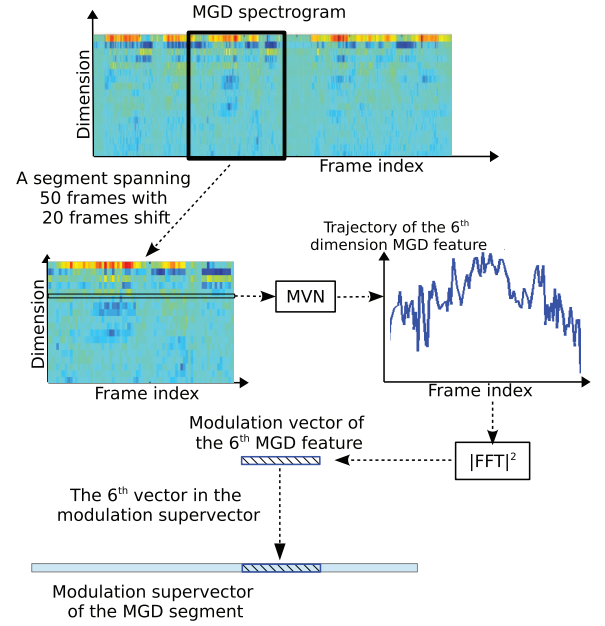 MGD spectrogram
Dimension
Frame index
A segment spanning
50 frames with
20 frames shift
Trajectory of the 6th
dimension MGD feature
Dimension
MVN
Frame index
Frame index
Modulation vector of
the 6th MGD feature
|FFT|2
The 6th vector in the
modulation supervector
Modulation supervector
of the MGD segment